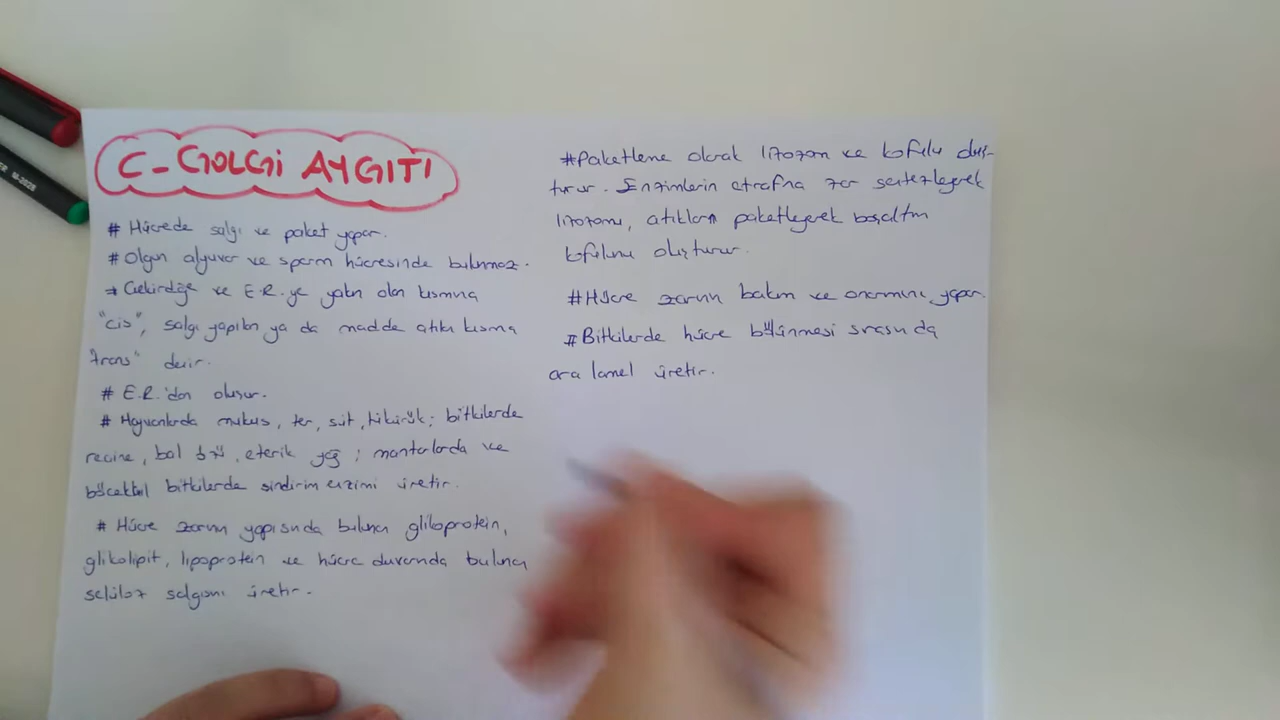 C- GOLGİ AYGITI
# Hücrede salgı ve paket yapar.
# Olgun alyuvar ve sperm hücresinde bulunmaz.
→ Çekirdiğe ve E.R.ye yakın olan kısmına
"cis", salgı yapılan ya da madde atılan kısma
"trans" denir.
# E.R.'dan oluşur.
# Hayvanlarda mukus, ter, süt, tükürük; bitkilerde
reçine, bal özü, eterik yağ; mantarlarda ve
böcekçil bitkilerde sindirim enzimi üretir.
# Hücre zarının yapısında bulunan glikoprotein,
glikolipit, lipoprotein ve hücre duvarında bulunan
selüloz salgısını üretir.
#Paketleme olarak lizozom ve kofulu oluş-
turur. Enzimlerin etrafına zar sentezleyerek
lizozomu, atıkları paketleyerek boşaltım
kofulunu oluşturur.
#Hücre zarının bakım ve onarımını yapar.
#Bitkilerde hücre bölünmesi sırasında
ara lamel üretir.